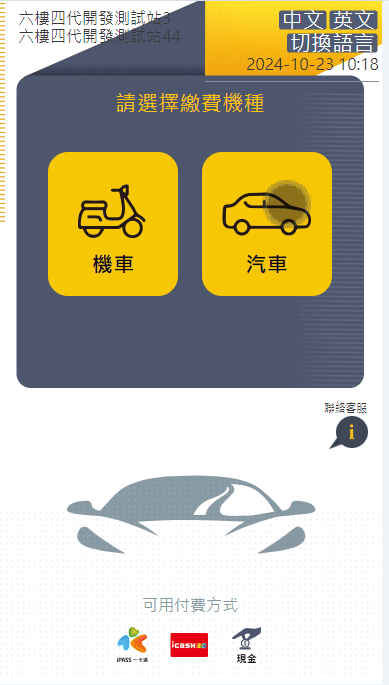 六樓四代開發測試站3
六樓四代開發測試站44
中文 英文
切換語言
2024-10-23 10:18
請選擇繳費機種
機車
汽車
聯絡客服
i
可用付費方式
iPASS 一卡通
icash2.0
現金